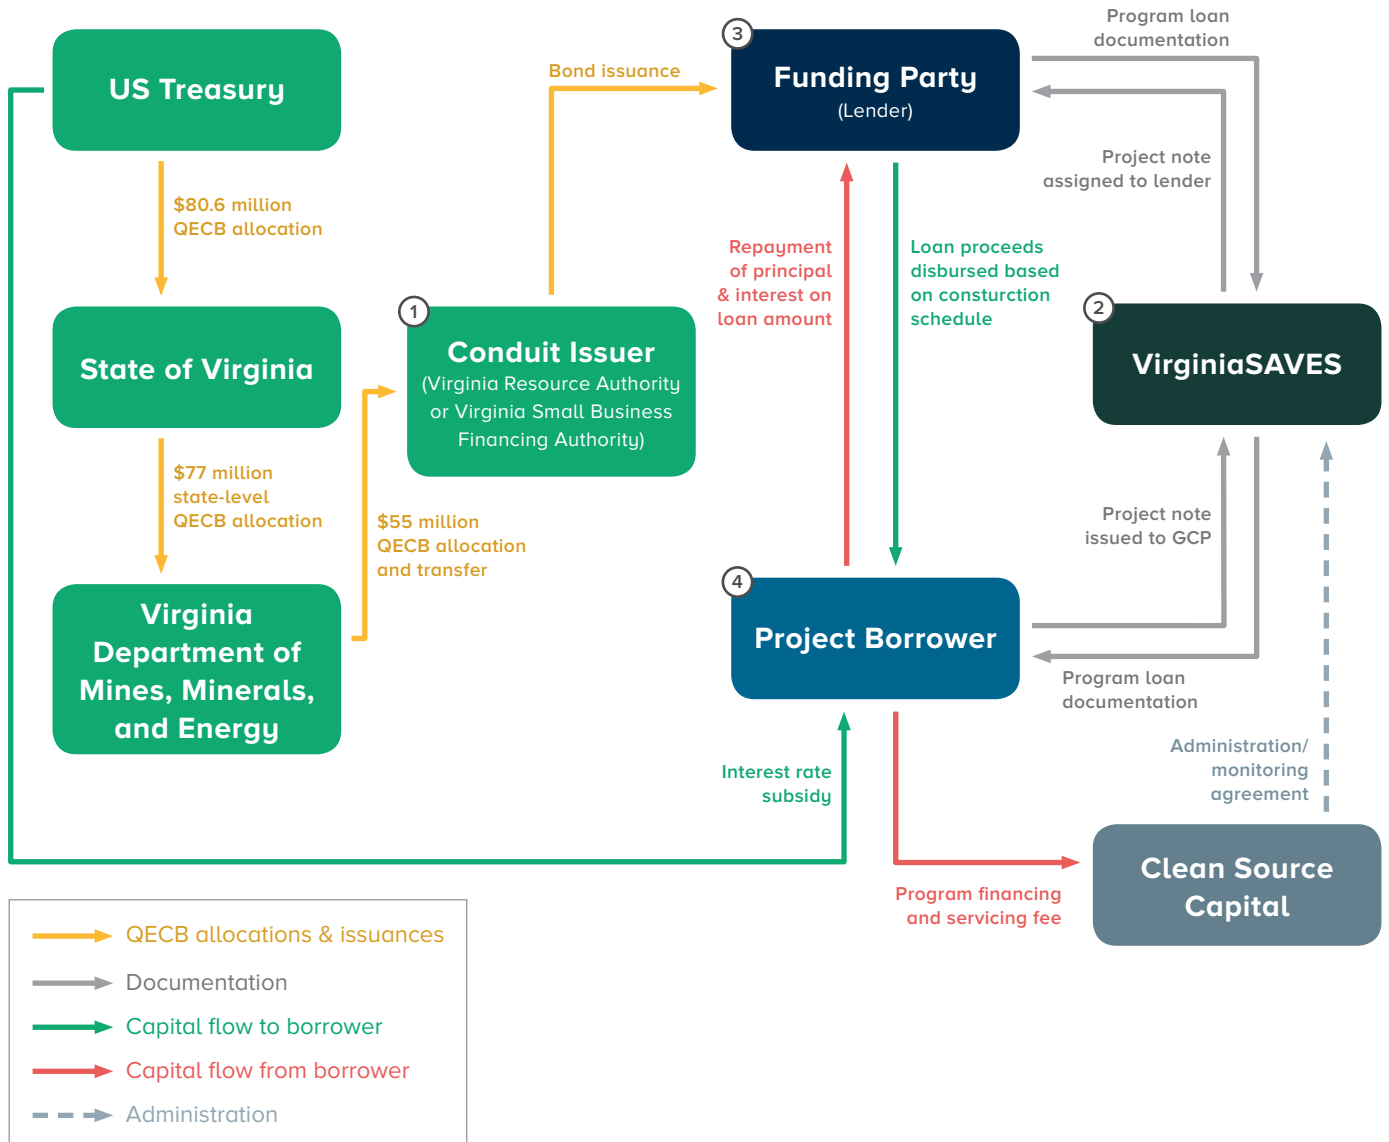 US Treasury
$80.6 million
QECB allocation
State of Virginia
$77 million
state-level
QECB allocation
Virginia
Department of
Mines, Minerals,
and Energy
$55 million
QECB allocation
and transfer
1
Conduit Issuer
(Virginia Resource Authority
or Virginia Small Business
Financing Authority)
Bond issuance
3
Funding Party
(Lender)
Program loan
documentation
Project note
assigned to lender
Repayment
of principal
& interest on
loan amount
Loan proceeds
disbursed based
on consturction
schedule
2
VirginiaSAVES
Project note
issued to GCP
4
Project Borrower
Program loan
documentation
Interest rate
subsidy
Administration/
monitoring
agreement
Program financing
and servicing fee
Clean Source
Capital
QECB allocations & issuances
Documentation
Capital flow to borrower
Capital flow from borrower
Administration